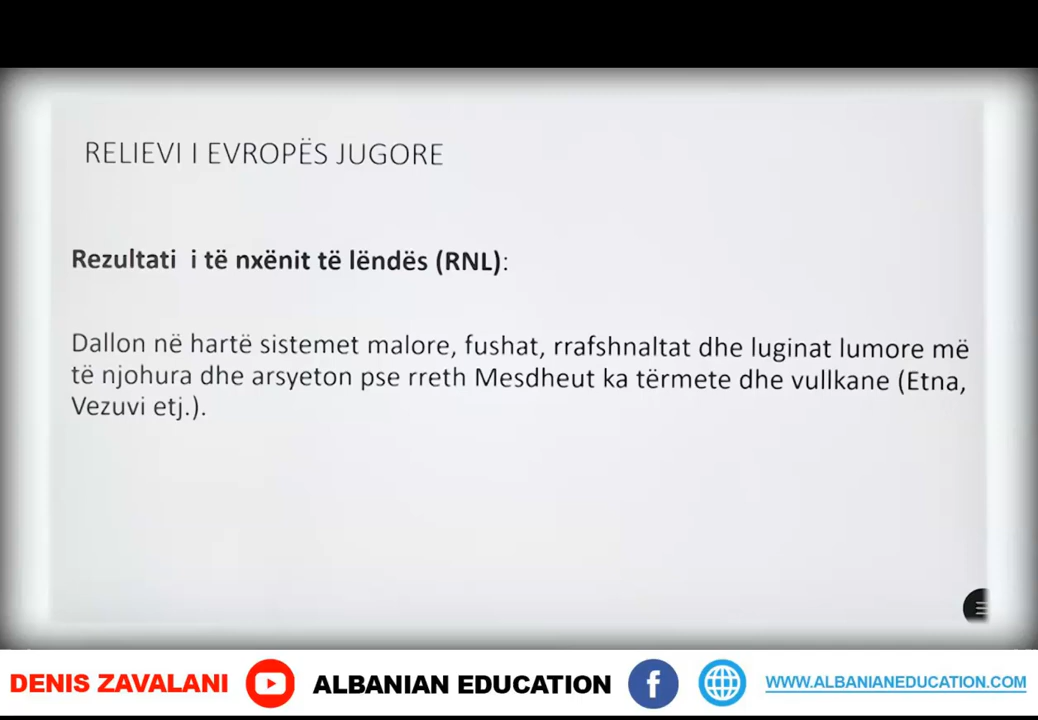 RELIEVI I EVROPËS JUGORE
Rezultati i të nxënit të lëndës (RNL):
Dallon në hartë sistemet malore, fushat, rrafshnaltat dhe luginat lumore më
të njohura dhe arsyeton pse rreth Mesdheut ka tërmete dhe vullkane (Etna,
Vezuvi etj.).
DENIS ZAVALANI ALBANIAN EDUCATION WWW.ALBANIANEDUCATION.COM